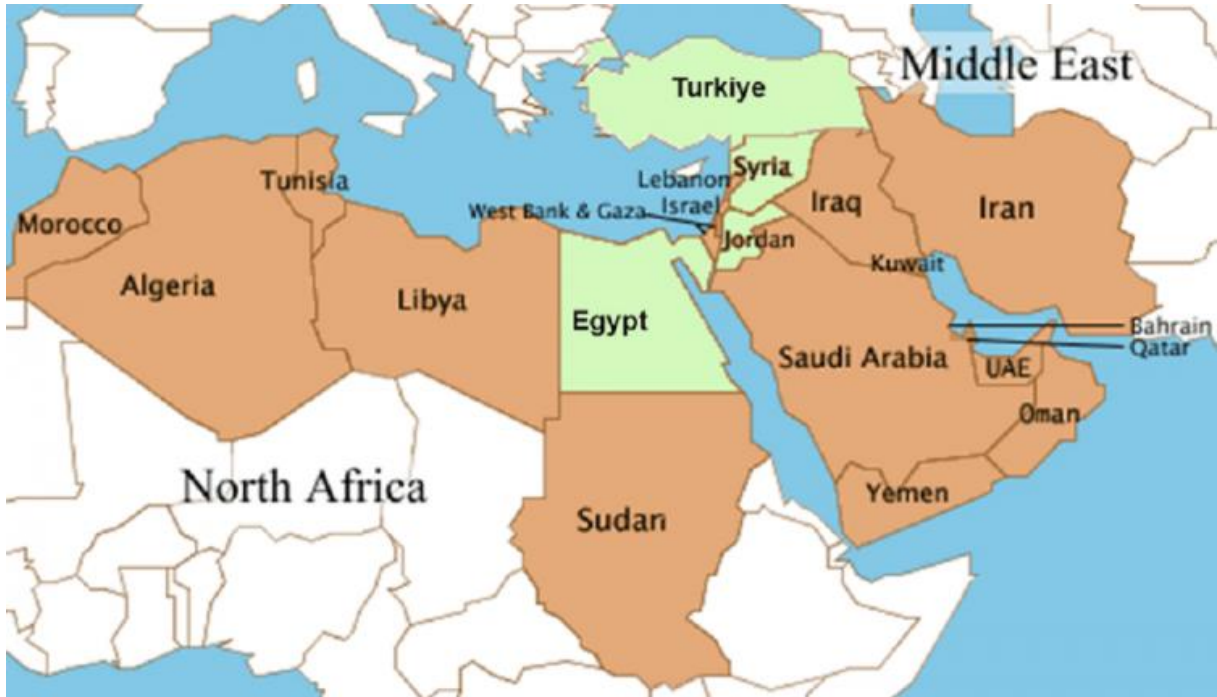 Middle East
Turkiye
Syria
Tunisia
Lebanon
Israel
West Bank & Gaza
Iraq
Iran
Morocco
Jordan
Kuwait
Algeria
Libya
Egypt
Bahrain
Qatar
Saudi Arabia
UAE
Oman
North Africa
Yemen
Sudan